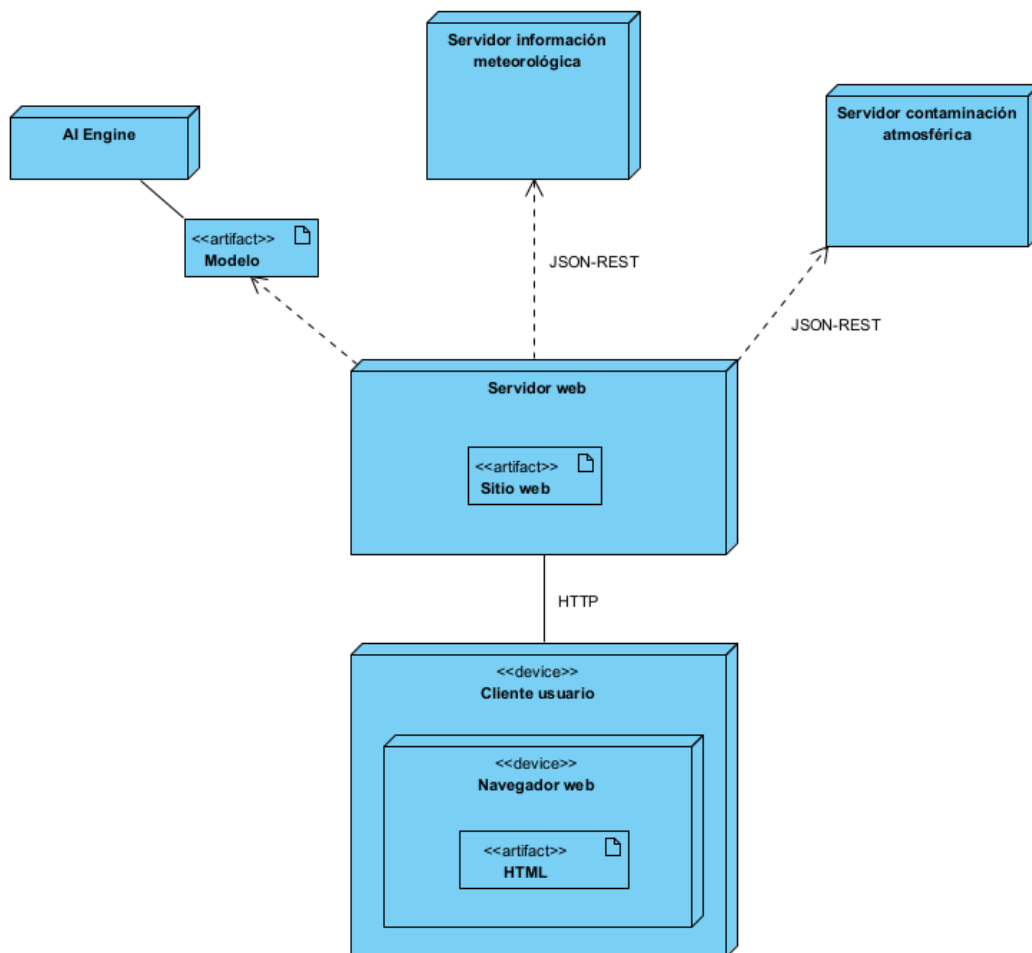 Servidor información
meteorológica
Servidor contaminación
atmosférica
AI Engine
<<artifact>>
Modelo
JSON-REST
JSON-REST
Servidor web
<<artifact>>
Sitio web
HTTP
<<device>>
Cliente usuario
<<device>>
Navegador web
<<artifact>>
HTML